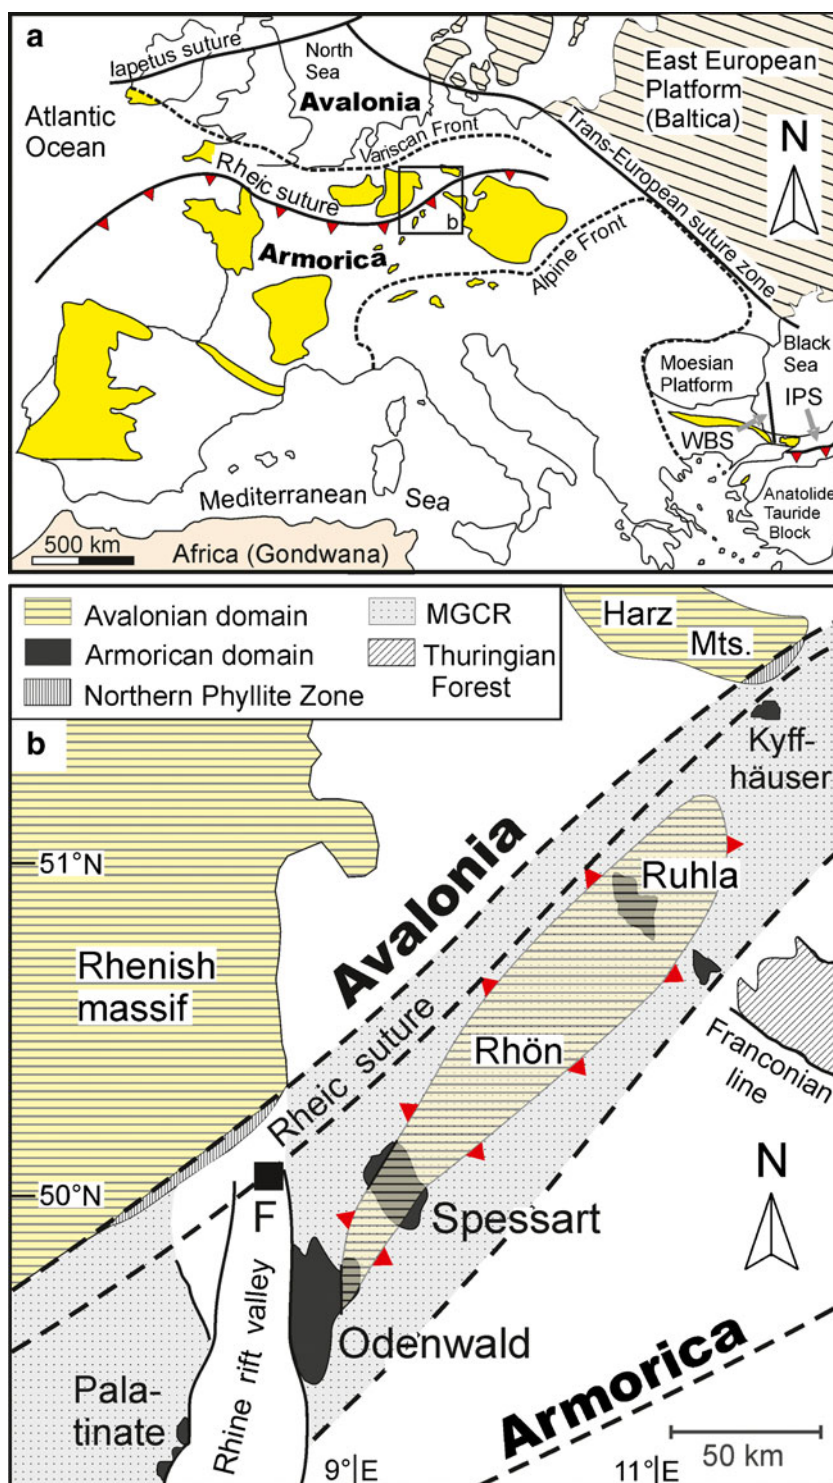 a
Iapetus suture
North
Sea
East European
Platform
(Baltica)
Avalonia
Atlantic
Ocean
Variscan Front
Trans-European suture zone
N
Rheic suture
b
Armorica
Alpine Front
Black
Sea
Moesian
Platform
IPS
WBS
Mediterranean Sea
Anatolide
Tauride
Block
500 km
Africa (Gondwana)
Avalonian domain
MGCR
Armorican domain
Thuringian
Forest
Northern Phyllite Zone
Harz
Mts.
b
Kyff-
häuser
51°N
Avalonia
Ruhla
Rhenish
massif
Rheic suture
Rhön
Franconian
line
50°N
F
Spessart
N
Odenwald
Rhine rift valley
Pala-
tinate
Armorica
50 km
9°E
11°E